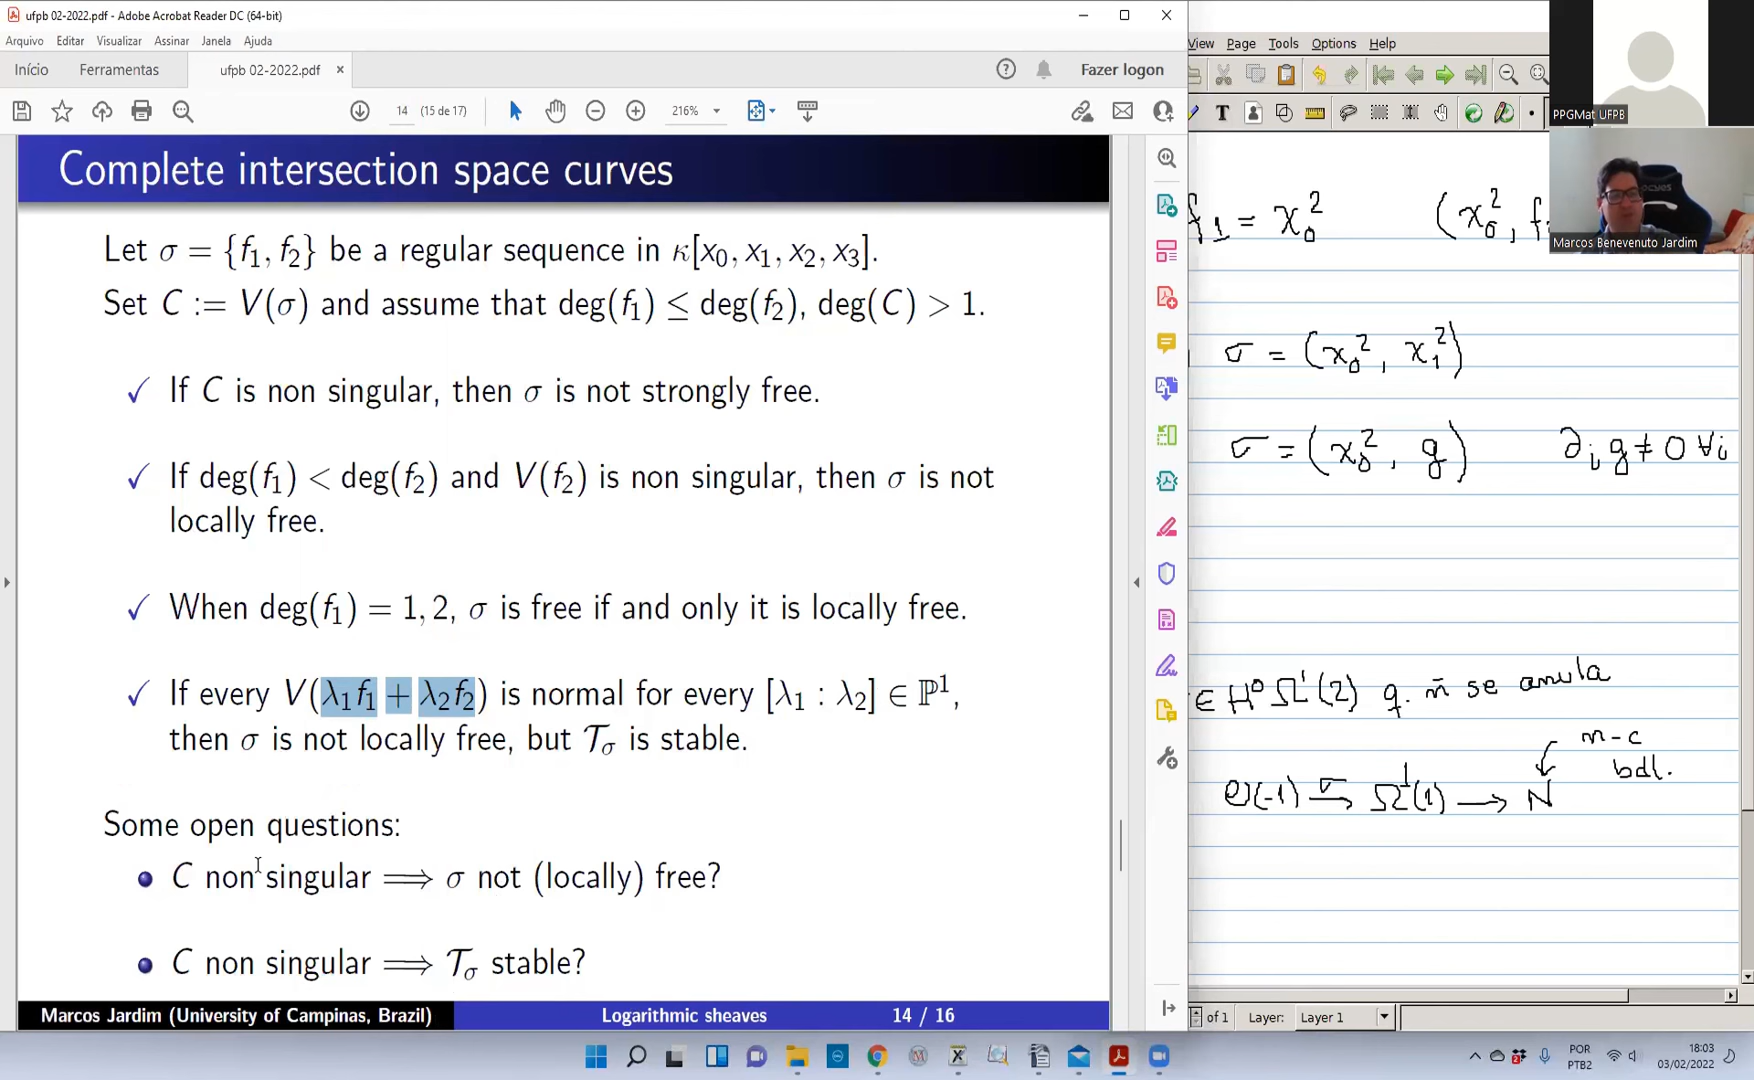 ufpb 02-2022.pdf - Adobe Acrobat Reader DC (64-bit)
Arquivo Editar Visualizar Assinar Janela Ajuda
Início Ferramentas ufpb 02-2022.pdf × Fazer logon
14 (15 de 17) 216%
Complete intersection space curves
Let σ = {f₁, f₂} be a regular sequence in κ[x₀, x₁, x₂, x₃].
Set C := V(σ) and assume that deg(f₁) ≤ deg(f₂), deg(C) > 1.
✓ If C is non singular, then σ is not strongly free.
✓ If deg(f₁) < deg(f₂) and V(f₂) is non singular, then σ is not
locally free.
✓ When deg(f₁) = 1, 2, σ is free if and only it is locally free.
✓ If every V(λ₁f₁ + λ₂f₂) is normal for every [λ₁ : λ₂] ∈ ℙ¹,
then σ is not locally free, but 𝒯σ is stable.
Some open questions:
C non singular ⟹ σ not (locally) free?
C non singular ⟹ 𝒯σ stable?
Marcos Jardim (University of Campinas, Brazil) Logarithmic sheaves 14 / 16
View Page Tools Options Help
PPGMat UFPB
Marcos Benevenuto Jardim
f₁ = x₀² (x₀², f
σ = (x₀², x₁²)
σ = (x₀², g) ∂ᵢg ≠ 0 ∀i
∈ H⁰Ω¹(2) q. ñ se anula
n-c
bdl.
O(-1) →σ Ω¹(1) → N
of 1 Layer: Layer 1
POR
PTB2
18:03
03/02/2022